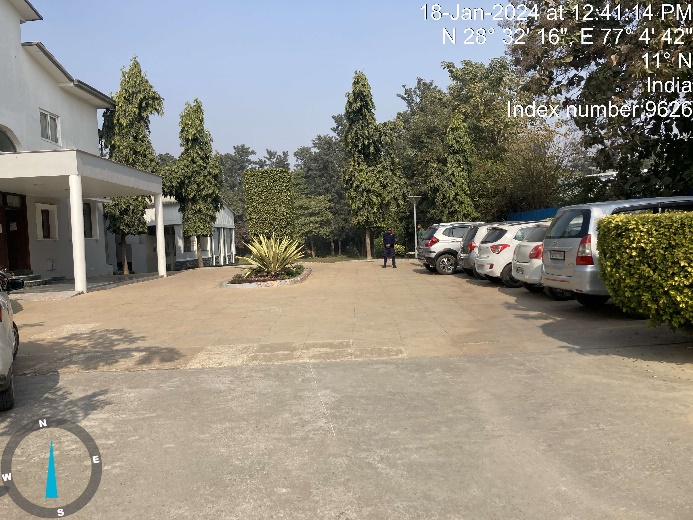 18-Jan-2024 at 12:41:14 PM
N 28° 32' 16", E 77° 4' 42"
11° N
India
Index number:9626
N
E
W
S